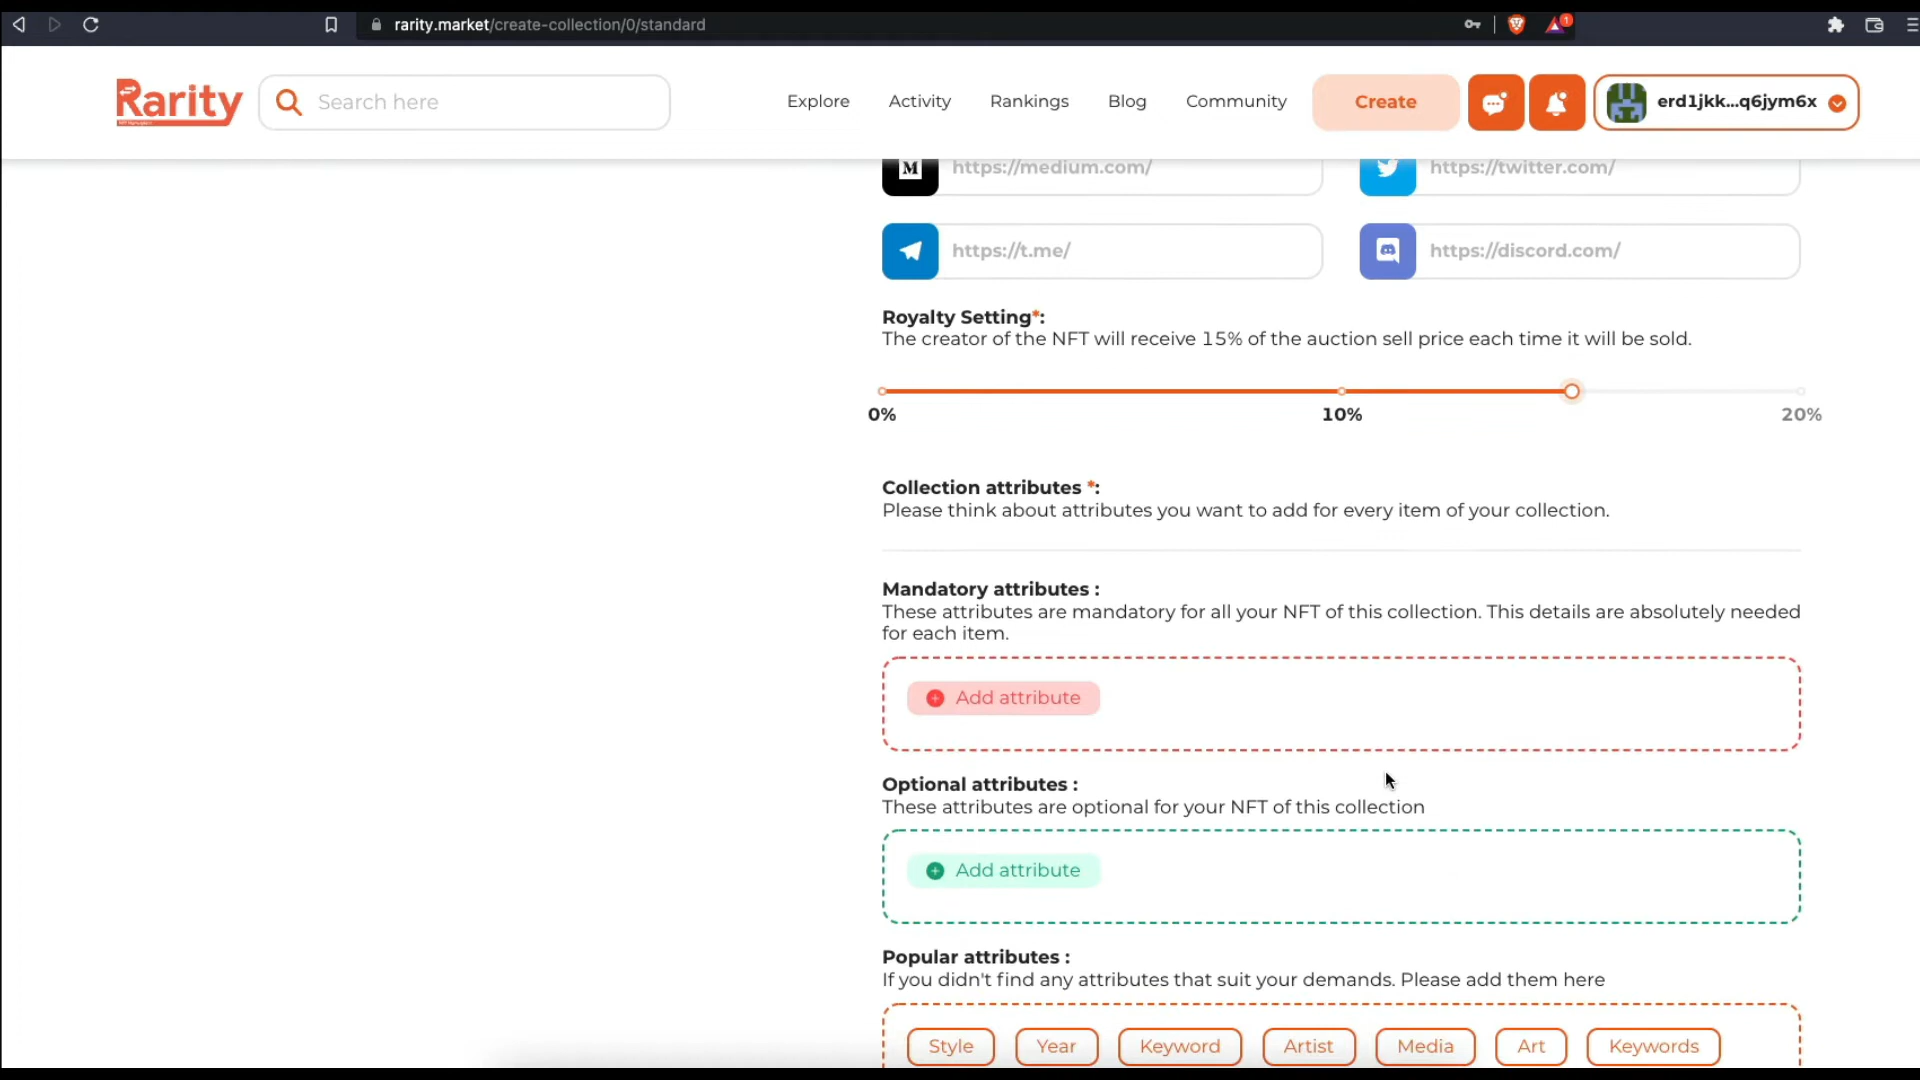 rarity.market/create-collection/0/standard
1
Rarity
Search here
Explore
Activity
Rankings
Blog
Community
Create
erd1jkk...q6jym6x
https://medium.com/
https://twitter.com/
https://t.me/
https://discord.com/
Royalty Setting*:
The creator of the NFT will receive 15% of the auction sell price each time it will be sold.
0%
10%
20%
Collection attributes *:
Please think about attributes you want to add for every item of your collection.
Mandatory attributes :
These attributes are mandatory for all your NFT of this collection. This details are absolutely needed
for each item.
Add attribute
Optional attributes :
These attributes are optional for your NFT of this collection
Add attribute
Popular attributes :
If you didn't find any attributes that suit your demands. Please add them here
Style
Year
Keyword
Artist
Media
Art
Keywords